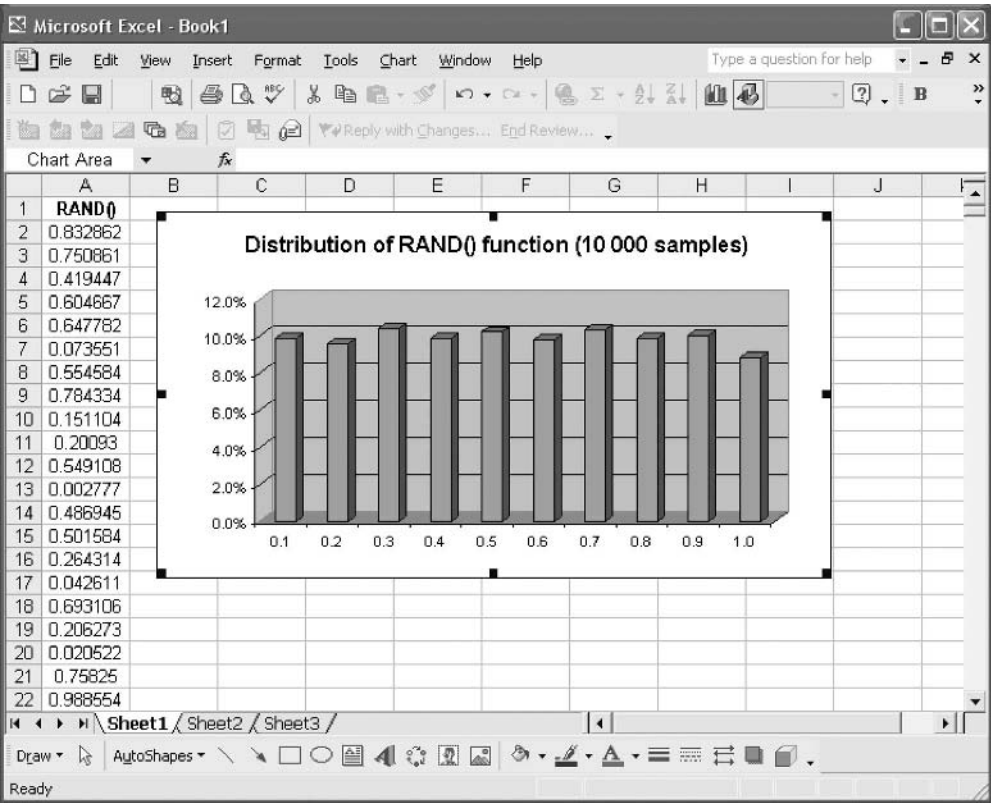 Microsoft Excel - Book1
File Edit View Insert Format Tools Chart Window Help Type a question for help
ABC Σ A Z Z A ? B »
Reply with Changes... End Review...
Chart Area fx
A B C D E F G H I J
1 RAND()
2 0.832862
3 0.750861
4 0.419447
5 0.604667
6 0.647782
7 0.073551
8 0.554584
9 0.784334
10 0.151104
11 0.20093
12 0.549108
13 0.002777
14 0.486945
15 0.501584
16 0.264314
17 0.042611
18 0.693106
19 0.206273
20 0.020522
21 0.75825
22 0.988554
Distribution of RAND() function (10 000 samples)
12.0%
10.0%
8.0%
6.0%
4.0%
2.0%
0.0%
0.1 0.2 0.3 0.4 0.5 0.6 0.7 0.8 0.9 1.0
Sheet1 / Sheet2 / Sheet3 /
Draw AutoShapes A A
Ready